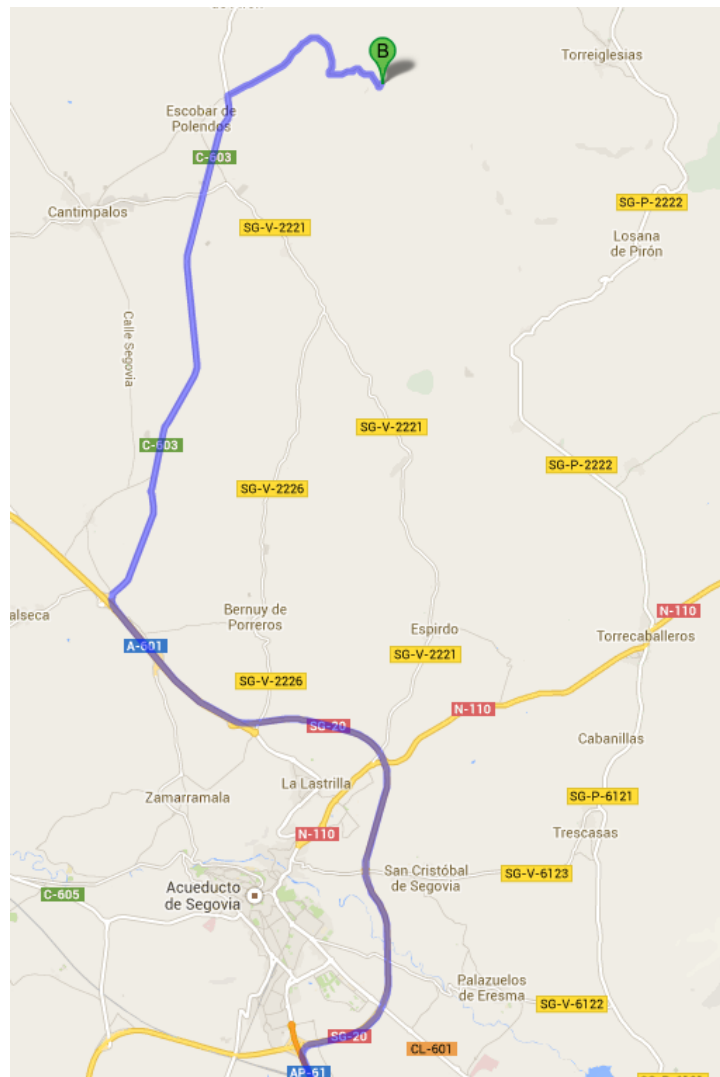 B
Torreiglesias
Escobar de
Polendos
C-603
Cantimpalos
SG-P-2222
SG-V-2221
Losana
de Pirón
Calle Segovia
SG-V-2221
C-603
SG-P-2222
SG-V-2226
Bernuy de
Porreros
N-110
alseca
Espirdo
Torrecaballeros
A-601
SG-V-2221
SG-V-2226
N-110
SG-20
Cabanillas
La Lastrilla
Zamarramala
SG-P-6121
N-110
Trescasas
San Cristóbal
de Segovia
SG-V-6123
Acueducto
de Segovia
C-605
Palazuelos
de Eresma
SG-V-6122
SG-20
CL-601
AP-61